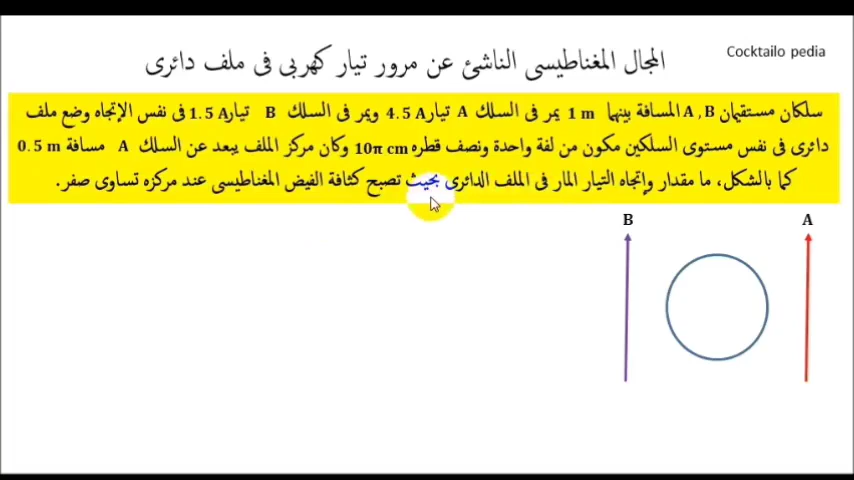 Cocktailo pedia
المجال المغناطيسى الناشئ عن مرور تيار كهربى فى ملف دائرى
سلكان مستقيمان A , B المسافة بينهما 1 m يمر فى السلك A تيار 4.5 A ويمر فى السلك B تيار 1.5 A فى نفس الإتجاه وضع ملف
دائرى فى نفس مستوى السلكين مكون من لفة واحدة ونصف قطره 10π cm وكان مركز الملف يبعد عن السلك A مسافة 0.5 m
كما بالشكل، ما مقدار وإتجاه التيار المار فى الملف الدائرى بحيث تصبح كثافة الفيض المغناطيسى عند مركزه تساوى صفر.
B A